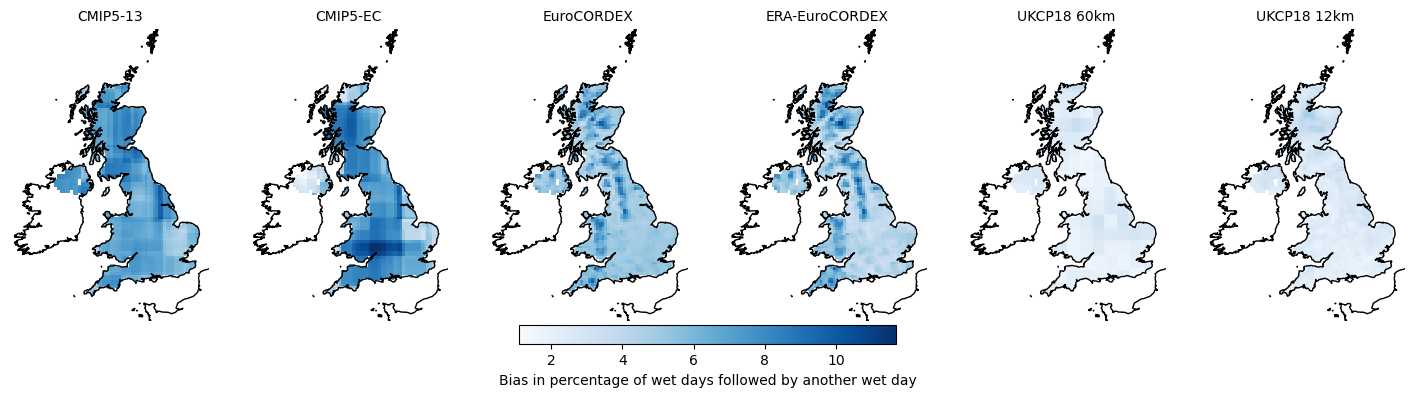 CMIP5-13
CMIP5-EC
EuroCORDEX
ERA-EuroCORDEX
UKCP18 60km
UKCP18 12km
2 4 6 8 10
Bias in percentage of wet days followed by another wet day